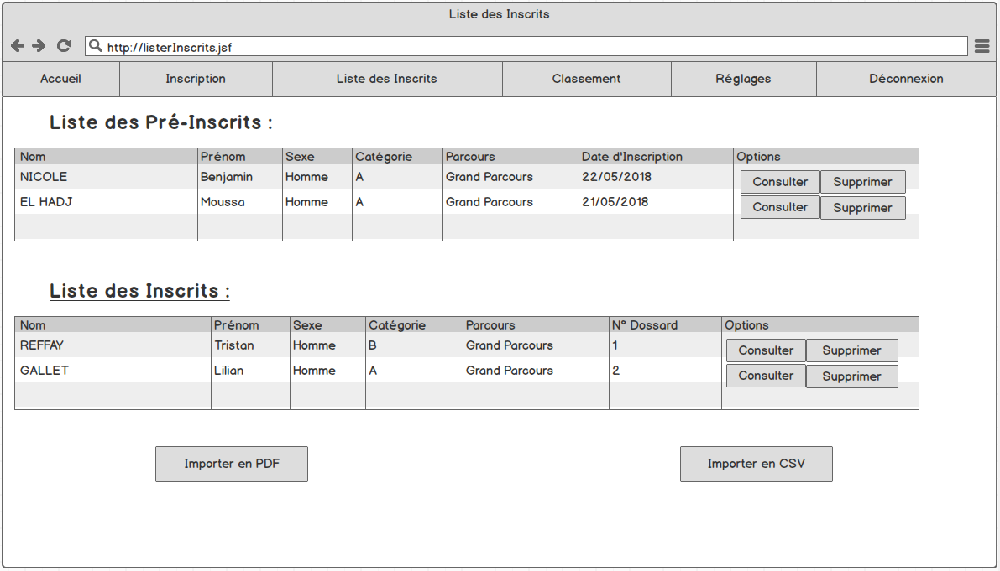 Liste des Inscrits
http://listerInscrits.jsf
Accueil Inscription Liste des Inscrits Classement Réglages Déconnexion
Liste des Pré-Inscrits :
Nom Prénom Sexe Catégorie Parcours Date d'Inscription Options
NICOLE Benjamin Homme A Grand Parcours 22/05/2018 Consulter Supprimer
EL HADJ Moussa Homme A Grand Parcours 21/05/2018 Consulter Supprimer
Liste des Inscrits :
Nom Prénom Sexe Catégorie Parcours N° Dossard Options
REFFAY Tristan Homme B Grand Parcours 1 Consulter Supprimer
GALLET Lilian Homme A Grand Parcours 2 Consulter Supprimer
Importer en PDF Importer en CSV